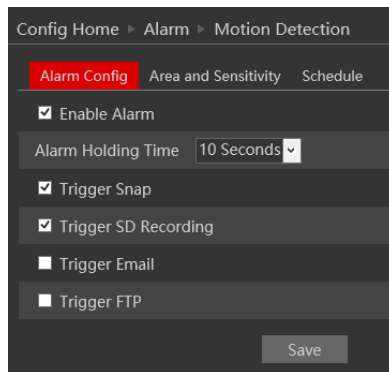 Config Home ▸ Alarm ▸ Motion Detection
Alarm Config Area and Sensitivity Schedule
Enable Alarm
Alarm Holding Time 10 Seconds
Trigger Snap
Trigger SD Recording
Trigger Email
Trigger FTP
Save